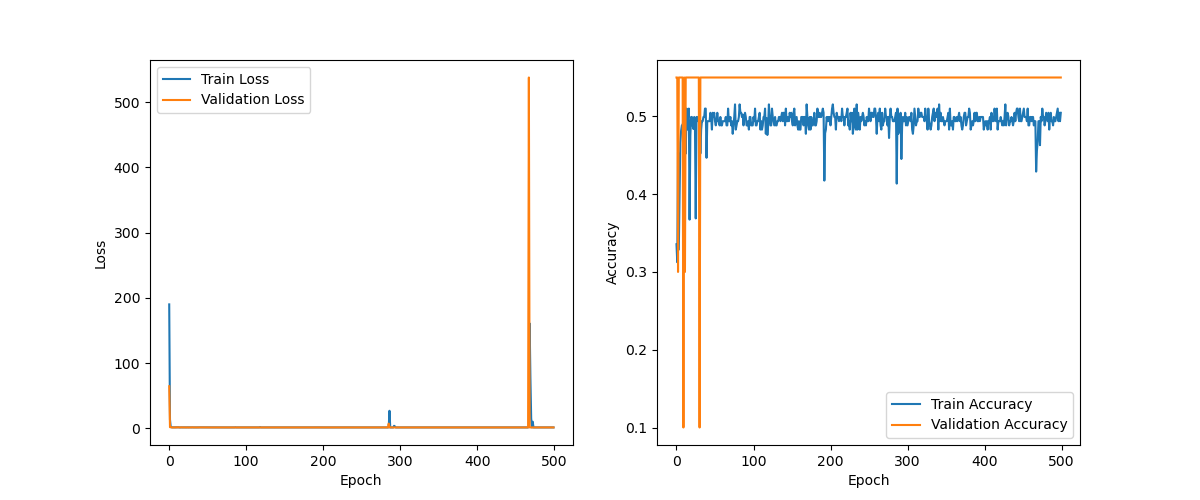 Train Loss
Validation Loss
500
400
300
200
100
0
Loss
0 100 200 300 400 500
Epoch
0.5
0.4
0.3
0.2
0.1
Accuracy
Train Accuracy
Validation Accuracy
0 100 200 300 400 500
Epoch